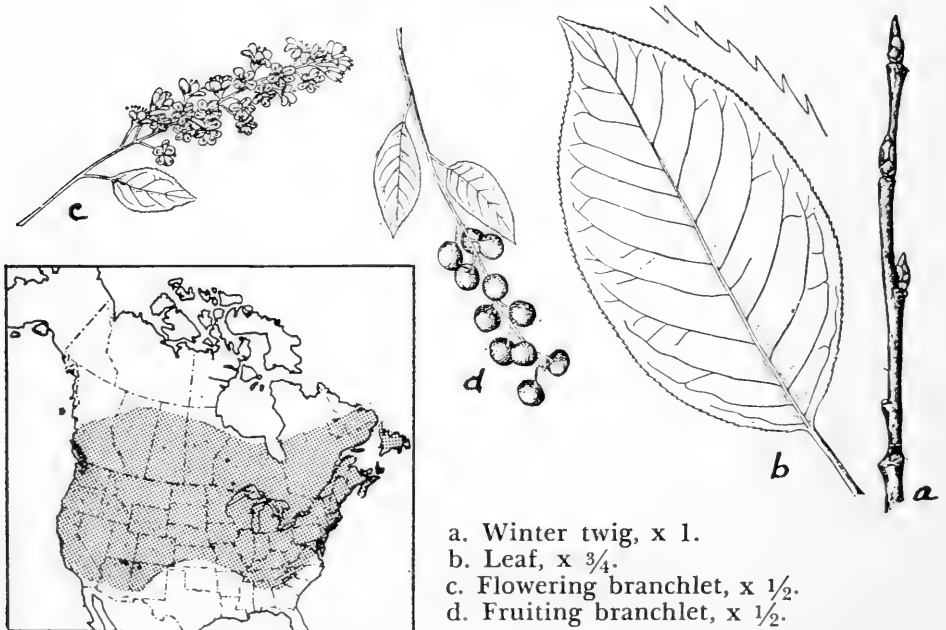 c
d
b
a
a. Winter twig, x 1.
b. Leaf, x ¾.
c. Flowering branchlet, x ½.
d. Fruiting branchlet, x ½.